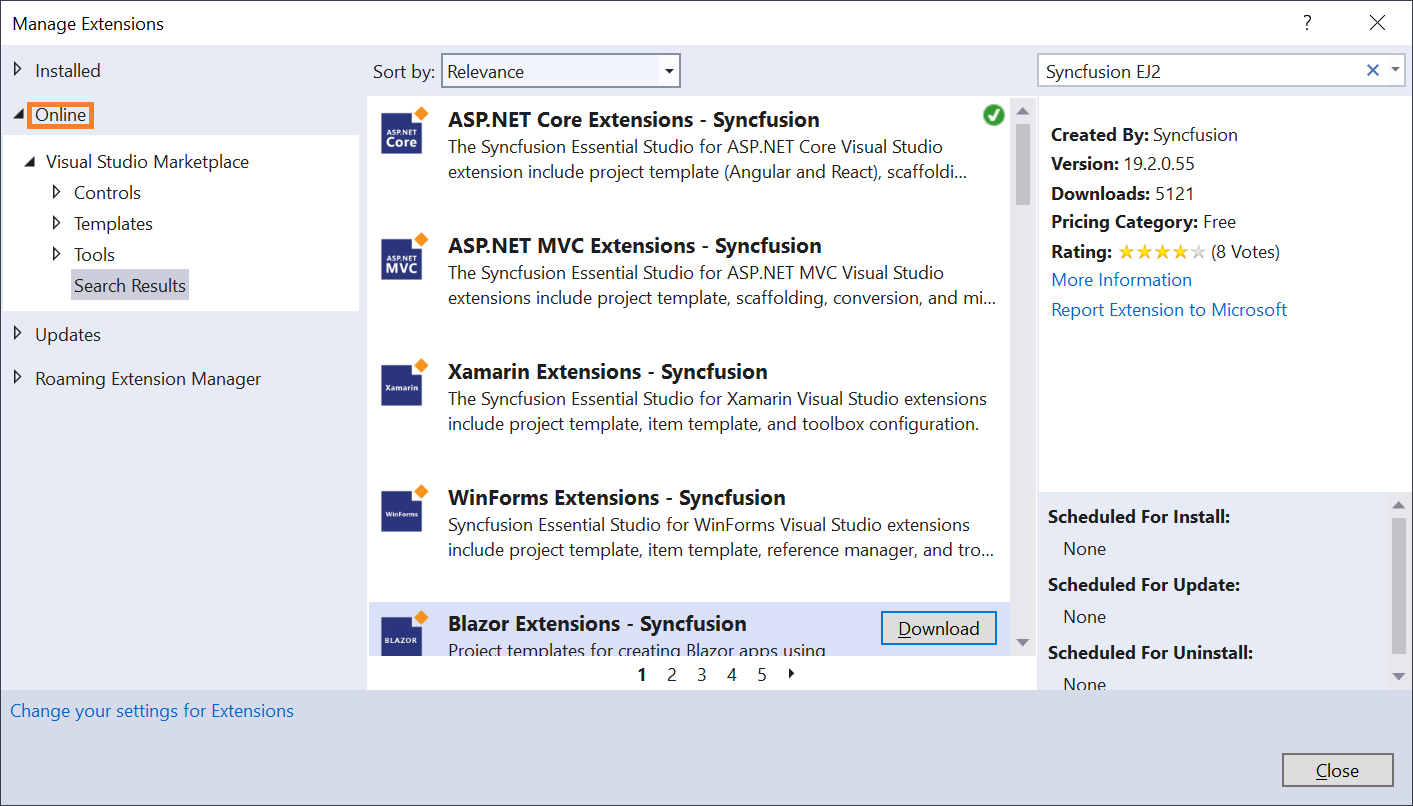 Manage Extensions
?
Installed
Online
Visual Studio Marketplace
Controls
Templates
Tools
Search Results
Updates
Roaming Extension Manager
Sort by: Relevance
ASP.NET
Core
ASP.NET Core Extensions - Syncfusion
The Syncfusion Essential Studio for ASP.NET Core Visual Studio
extension include project template (Angular and React), scaffoldi...
ASP.NET
MVC
ASP.NET MVC Extensions - Syncfusion
The Syncfusion Essential Studio for ASP.NET MVC Visual Studio
extensions include project template, scaffolding, conversion, and mi...
Xamarin
Xamarin Extensions - Syncfusion
The Syncfusion Essential Studio for Xamarin Visual Studio extensions
include project template, item template, and toolbox configuration.
WinForms
WinForms Extensions - Syncfusion
Syncfusion Essential Studio for WinForms Visual Studio extensions
include project template, item template, reference manager, and tro...
BLAZOR
Blazor Extensions - Syncfusion
Download
Project templates for creating Blazor apps using
1 2 3 4 5
Syncfusion EJ2
Created By: Syncfusion
Version: 19.2.0.55
Downloads: 5121
Pricing Category: Free
Rating: (8 Votes)
More Information
Report Extension to Microsoft
Scheduled For Install:
None
Scheduled For Update:
None
Scheduled For Uninstall:
None
Change your settings for Extensions
Close